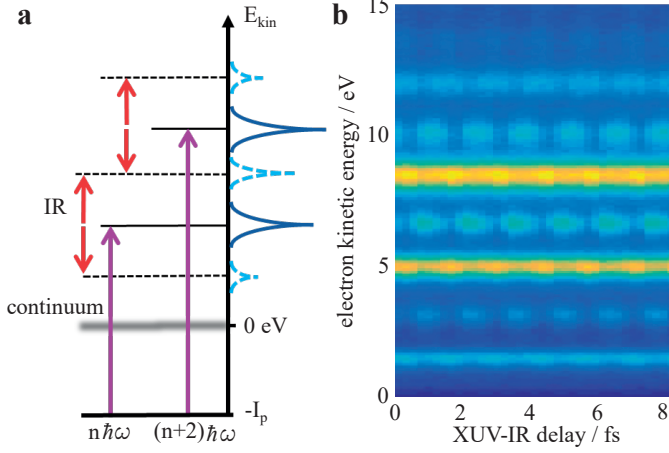 a
E_kin
IR
continuum
0 eV
-I_p
nħω
(n+2)ħω
b
15
10
5
0
electron kinetic energy / eV
0
2
4
6
8
XUV-IR delay / fs